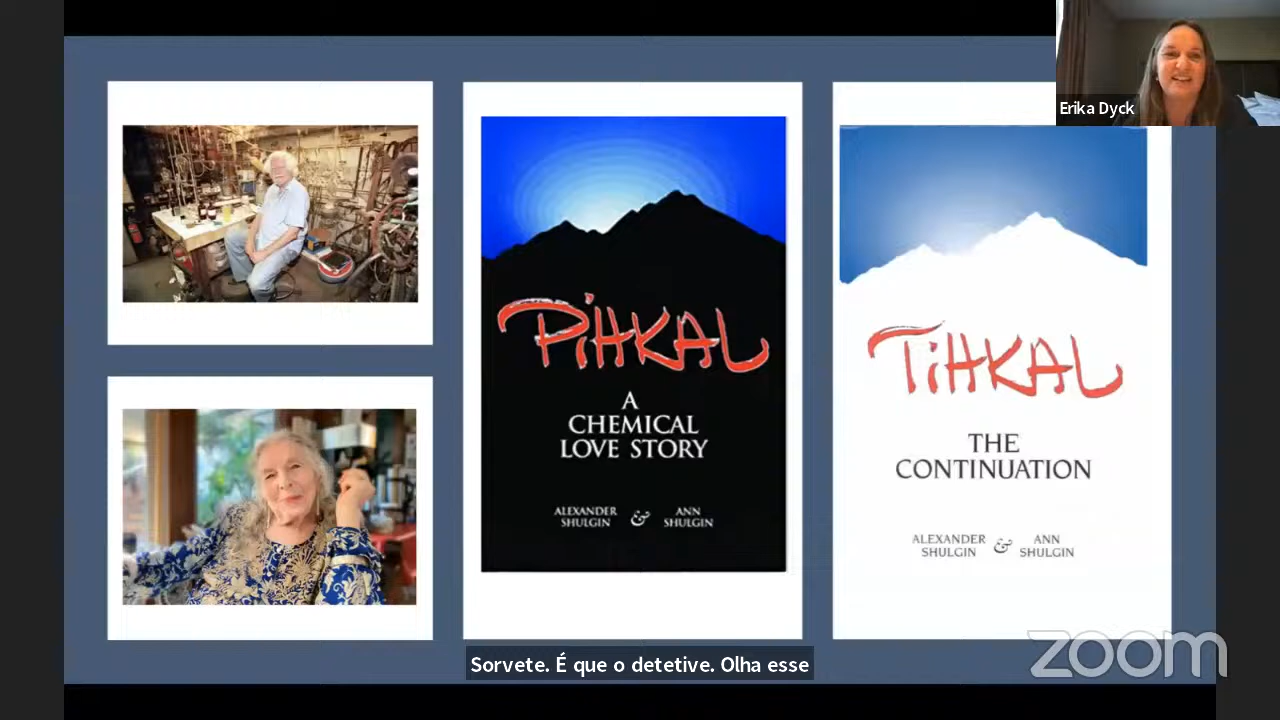 Erika Dyck
PiHKAL
A
CHEMICAL
LOVE STORY
ALEXANDER
SHULGIN
&
ANN
SHULGIN
TiHKAL
THE
CONTINUATION
ALEXANDER
SHULGIN
&
ANN
SHULGIN
Sorvete. É que o detetive. Olha esse
zoom